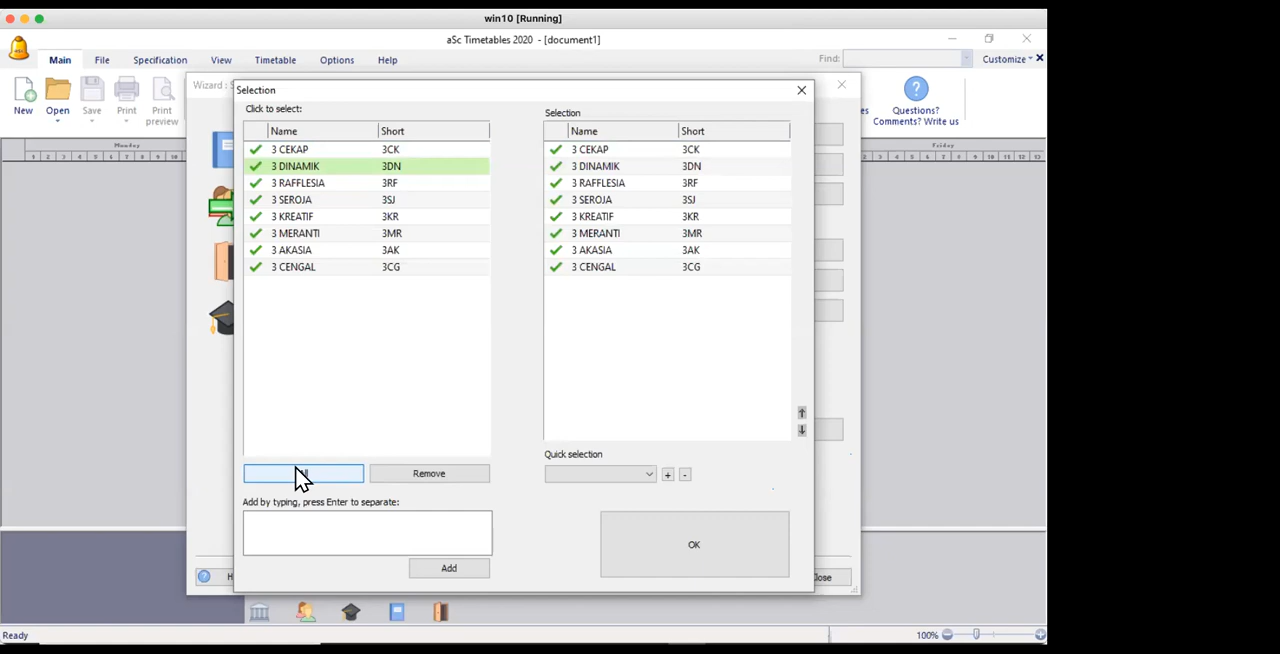 win10 [Running]
aSc Timetables 2020 - [document1]
Main File Specification View Timetable Options Help
Find:
Customize
New Open Save Print Print preview
Questions? Comments? Write us
Monday
Friday
Wizard : S
Selection
Click to select:
Name Short
3 CEKAP 3CK
3 DINAMIK 3DN
3 RAFFLESIA 3RF
3 SEROJA 3SJ
3 KREATIF 3KR
3 MERANTI 3MR
3 AKASIA 3AK
3 CENGAL 3CG
Selection
Name Short
3 CEKAP 3CK
3 DINAMIK 3DN
3 RAFFLESIA 3RF
3 SEROJA 3SJ
3 KREATIF 3KR
3 MERANTI 3MR
3 AKASIA 3AK
3 CENGAL 3CG
Remove
Quick selection
+ -
Add by typing, press Enter to separate:
Add
OK
Ready
100%